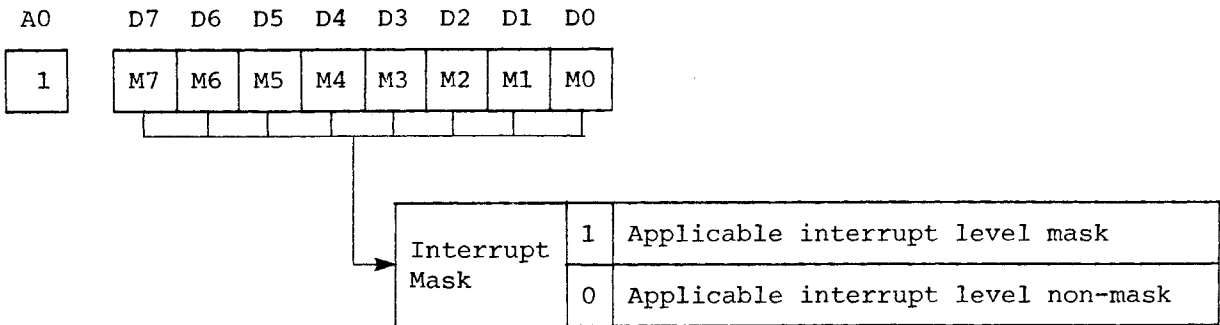 A0 D7 D6 D5 D4 D3 D2 D1 D0
1 M7 M6 M5 M4 M3 M2 M1 M0
Interrupt Mask
1 Applicable interrupt level mask
0 Applicable interrupt level non-mask